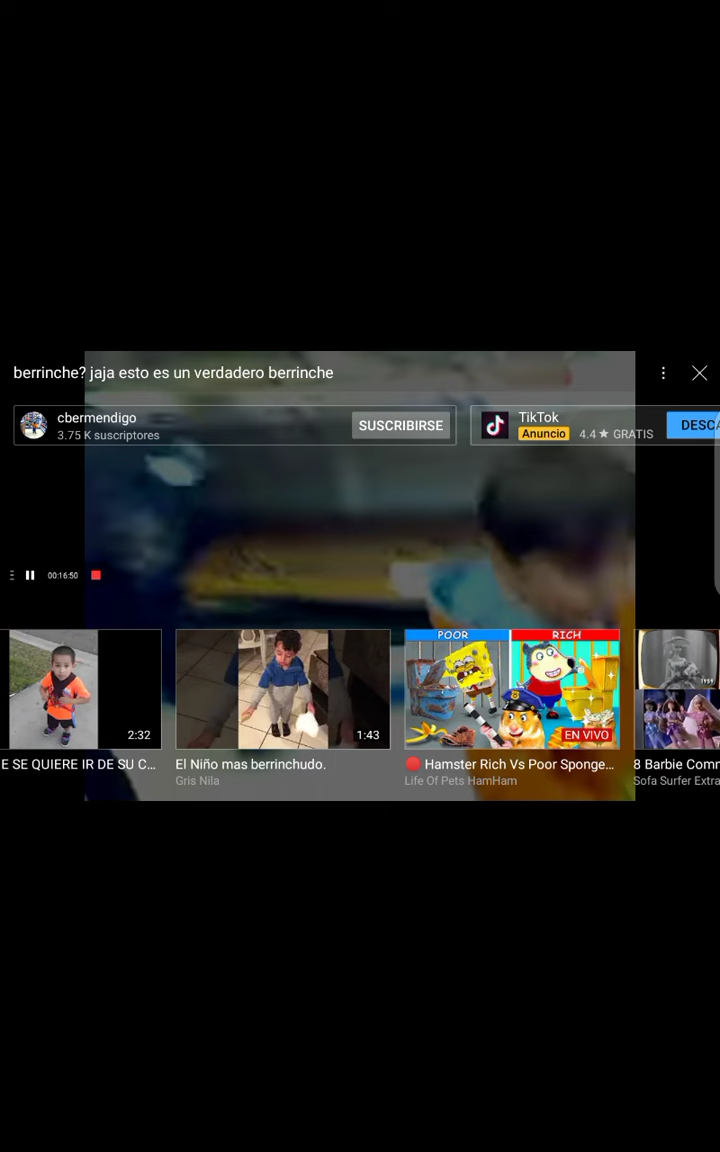 berrinche? jaja esto es un verdadero berrinche
cbermendigo
3.75 K suscriptores
SUSCRIBIRSE
TikTok
Anuncio 4.4★ GRATIS
DESCA
00:16:50
2:32
E SE QUIERE IR DE SU C...
1:43
El Niño mas berrinchudo.
Gris Nila
POOR
RICH
EN VIVO
🔴 Hamster Rich Vs Poor Sponge...
Life Of Pets HamHam
1959
8 Barbie Comm
Sofa Surfer Extra